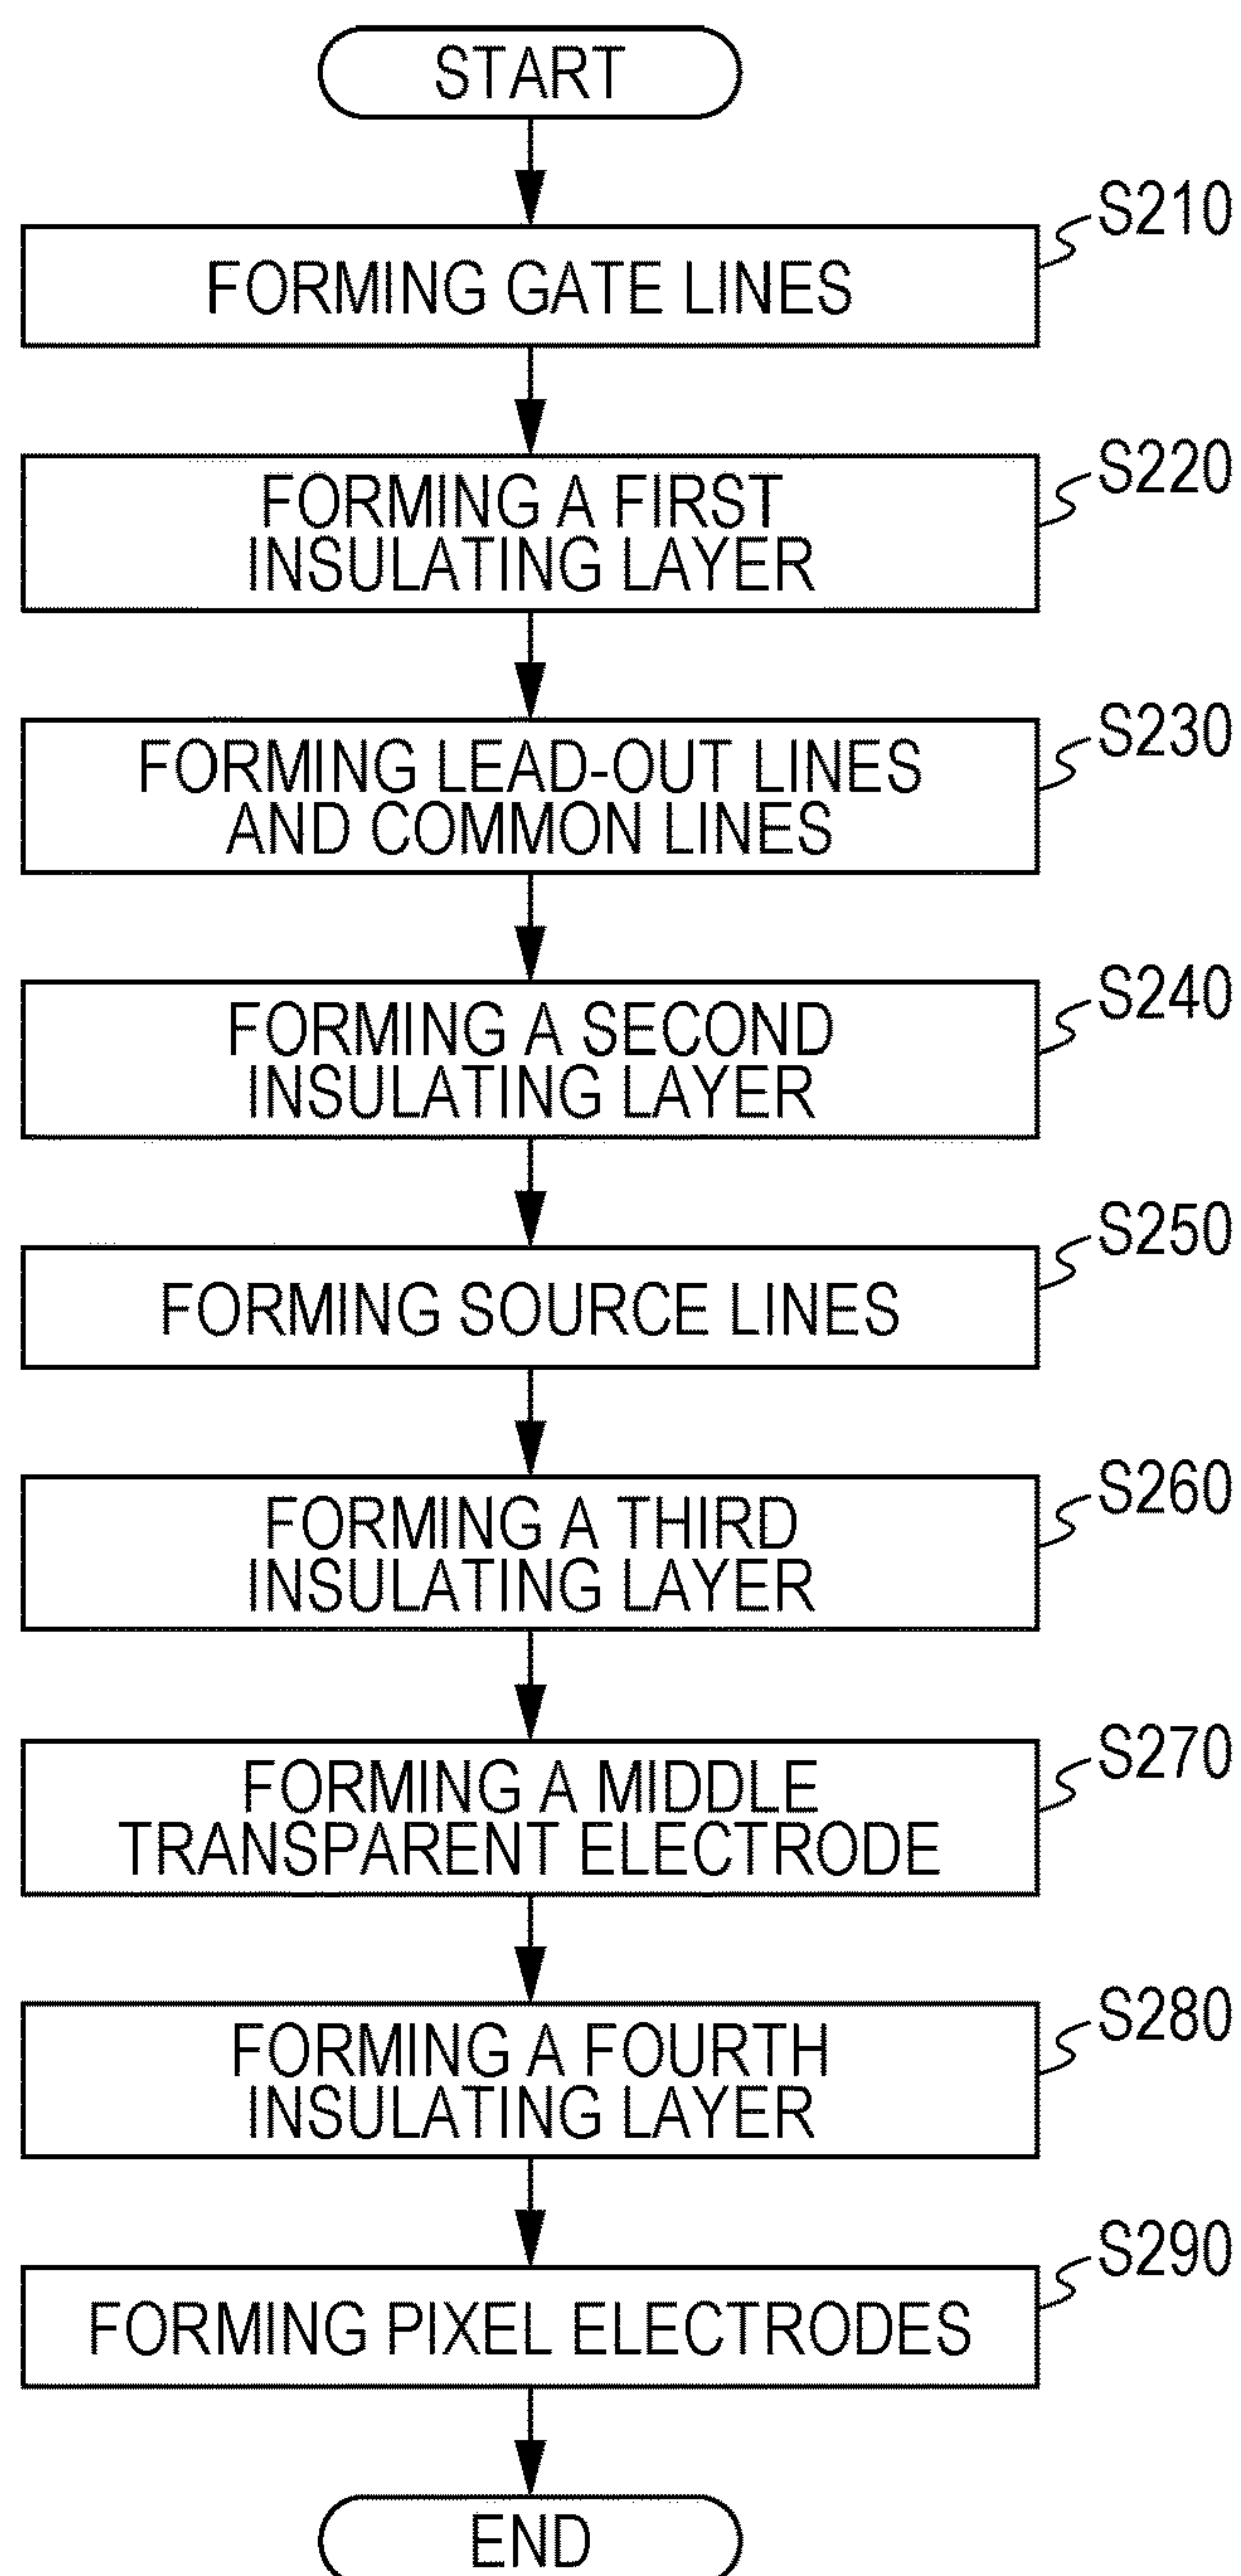 START
S210
FORMING GATE LINES
S220
FORMING A FIRST
INSULATING LAYER
S230
FORMING LEAD-OUT LINES
AND COMMON LINES
S240
FORMING A SECOND
INSULATING LAYER
S250
FORMING SOURCE LINES
S260
FORMING A THIRD
INSULATING LAYER
S270
FORMING A MIDDLE
TRANSPARENT ELECTRODE
S280
FORMING A FOURTH
INSULATING LAYER
S290
FORMING PIXEL ELECTRODES
END